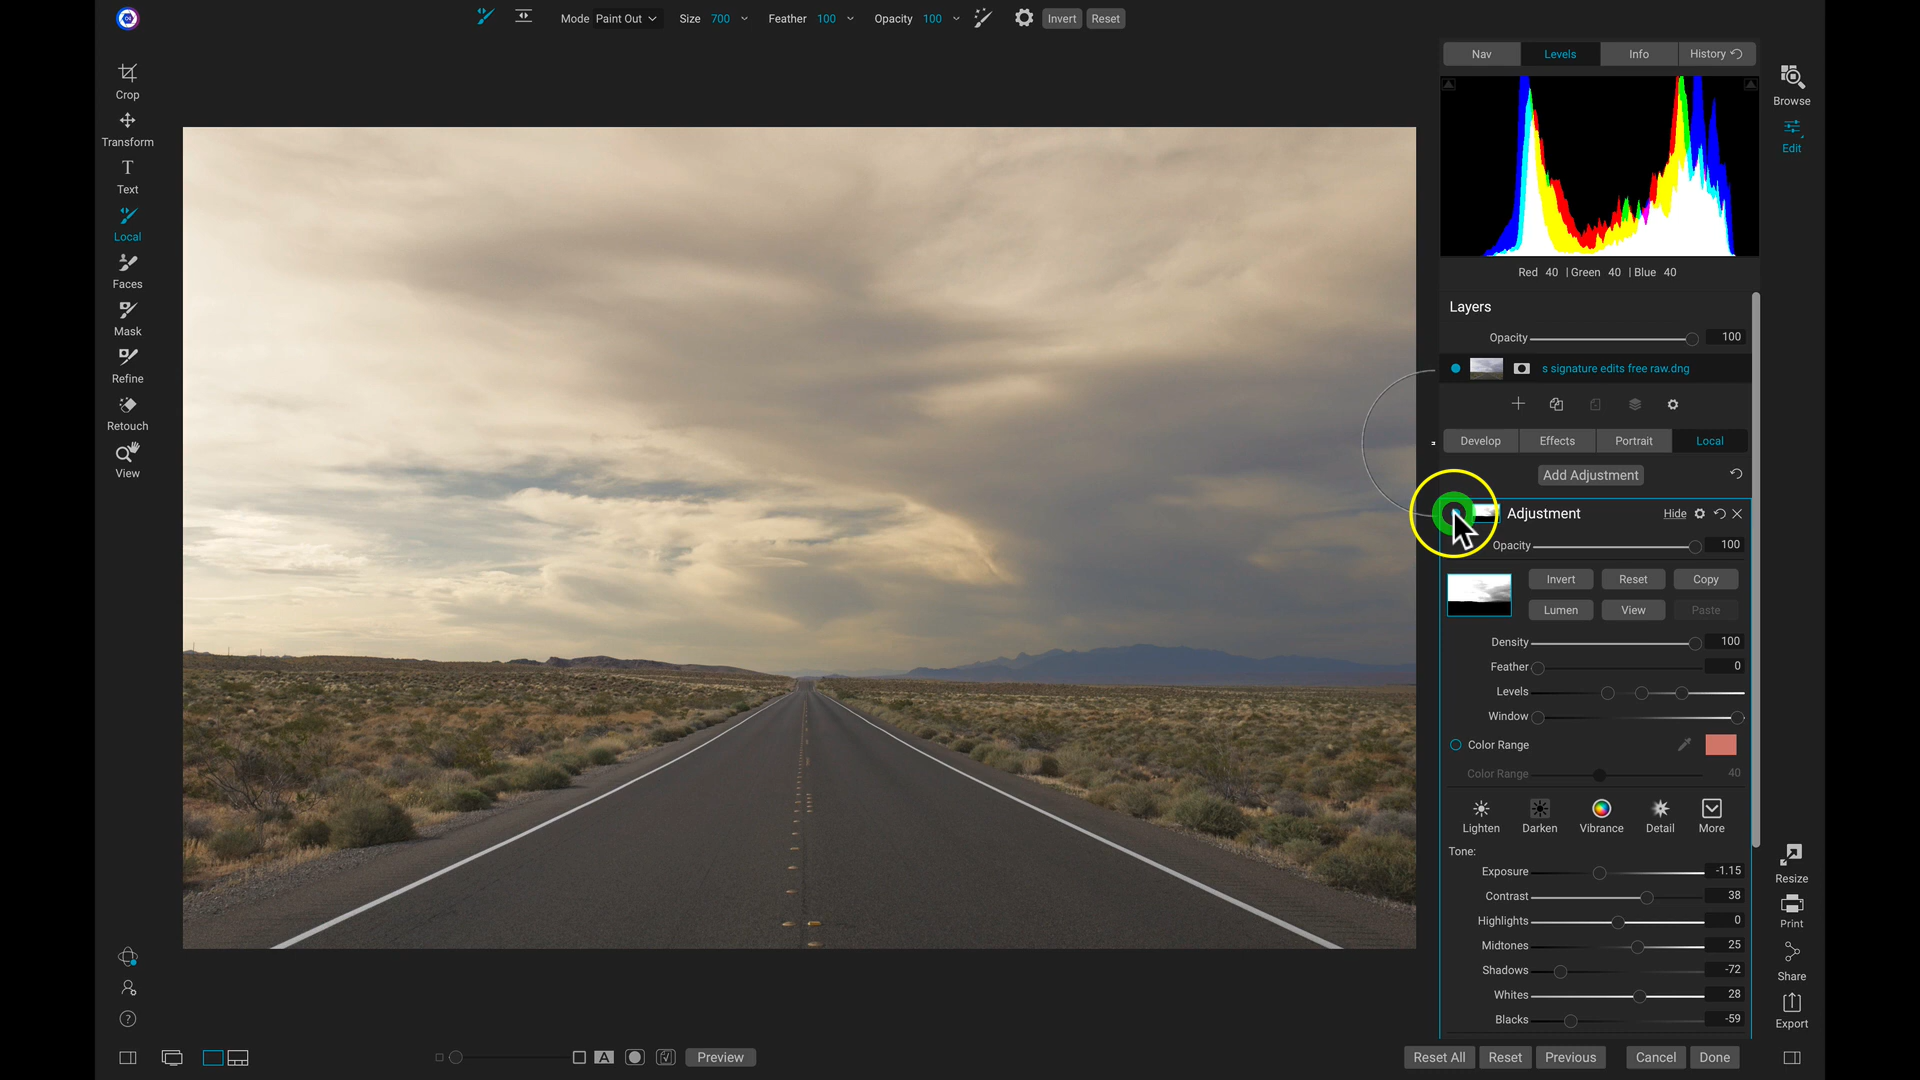 Mode Paint Out Size 700 Feather 100 Opacity 100 Invert Reset
Nav Levels Info History
Crop
Transform
Text
Local
Faces
Mask
Refine
Retouch
View
Browse
Edit
Red 40 | Green 40 | Blue 40
Layers
Opacity 100
s signature edits free raw.dng
Develop Effects Portrait Local
Add Adjustment
Adjustment Hide
Opacity 100
Invert Reset Copy
Lumen View Paste
Density 100
Feather 0
Levels
Window
Color Range
Color Range 40
Lighten Darken Vibrance Detail More
Tone:
Exposure -1.15
Contrast 38
Highlights 0
Midtones 25
Shadows -72
Whites 28
Blacks -59
Resize
Print
Share
Export
A Preview
Reset All Reset Previous Cancel Done